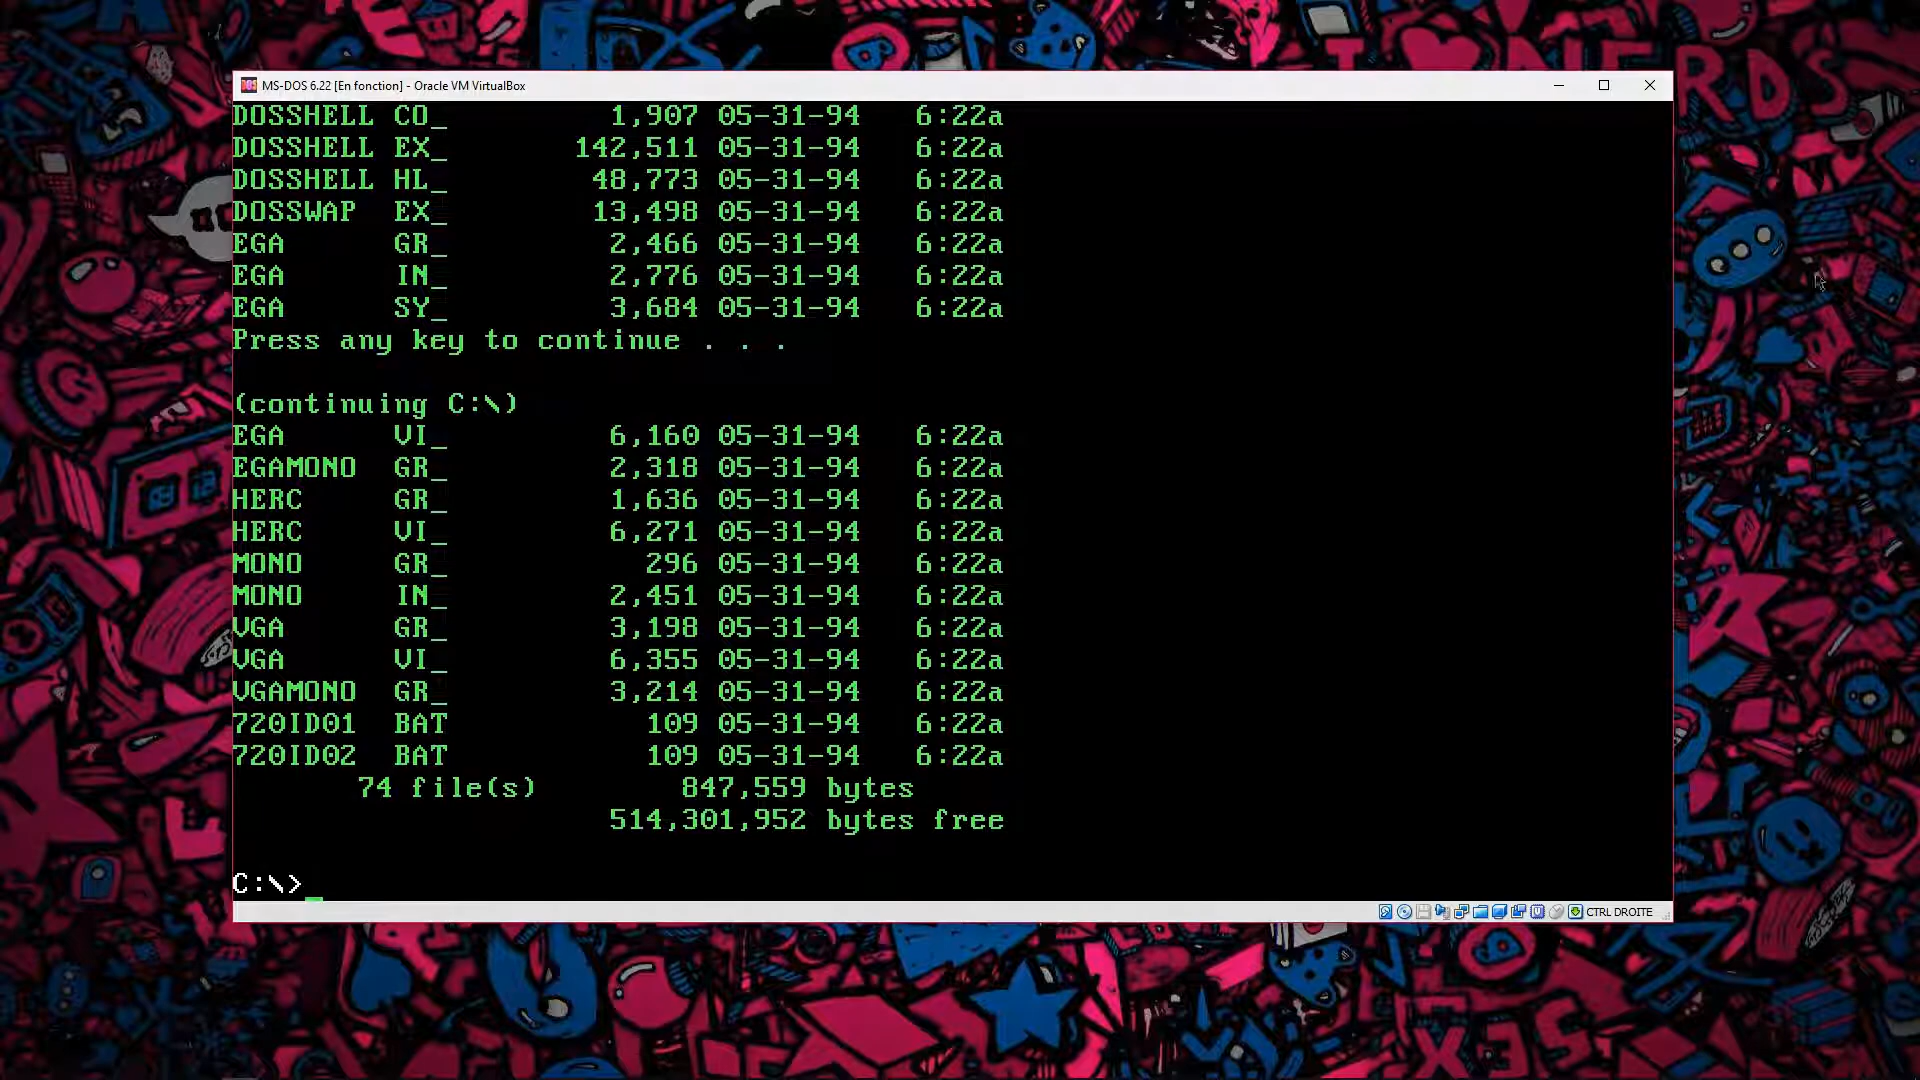 I ♥ NERDS
MS-DOS 6.22 [En fonction] - Oracle VM VirtualBox
DOSSHELL CO_ 1,907 05-31-94 6:22a
DOSSHELL EX_ 142,511 05-31-94 6:22a
DOSSHELL HL_ 48,773 05-31-94 6:22a
DOSSWAP EX_ 13,498 05-31-94 6:22a
EGA GR_ 2,466 05-31-94 6:22a
EGA IN_ 2,776 05-31-94 6:22a
EGA SY_ 3,684 05-31-94 6:22a
Press any key to continue . . .
(continuing C:\)
EGA VI_ 6,160 05-31-94 6:22a
EGAMONO GR_ 2,318 05-31-94 6:22a
HERC GR_ 1,636 05-31-94 6:22a
HERC VI_ 6,271 05-31-94 6:22a
MONO GR_ 296 05-31-94 6:22a
MONO IN_ 2,451 05-31-94 6:22a
VGA GR_ 3,198 05-31-94 6:22a
VGA VI_ 6,355 05-31-94 6:22a
VGAMONO GR_ 3,214 05-31-94 6:22a
720ID01 BAT 109 05-31-94 6:22a
720ID02 BAT 109 05-31-94 6:22a
74 file(s) 847,559 bytes
514,301,952 bytes free
C:\>
CTRL DROITE